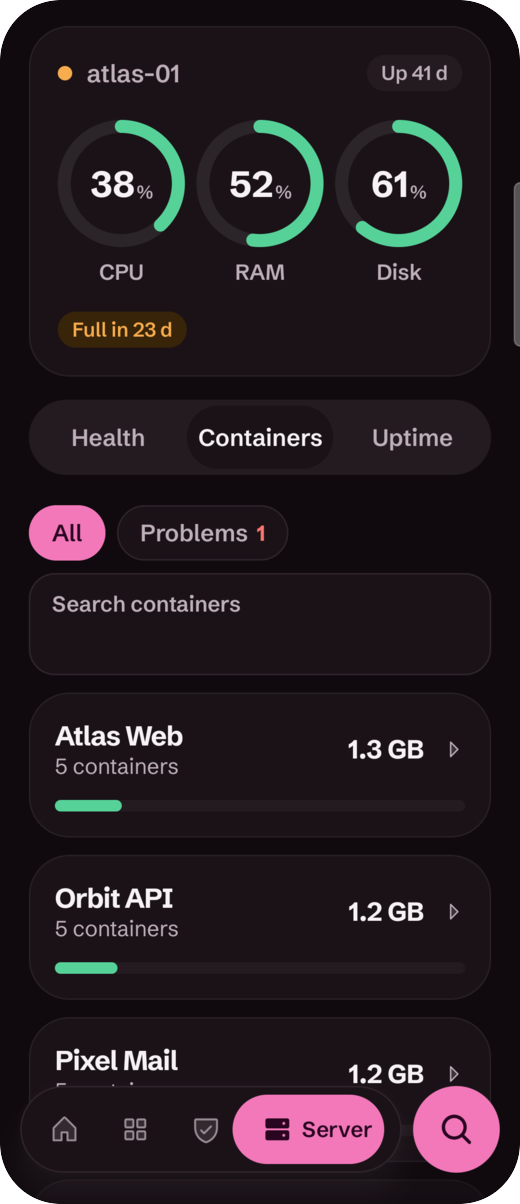 atlas-01
Up 41 d
38%
52%
61%
CPU
RAM
Disk
Full in 23 d
Health
Containers
Uptime
All
Problems 1
Search containers
Atlas Web
5 containers
1.3 GB
Orbit API
5 containers
1.2 GB
Pixel Mail
1.2 GB
Server